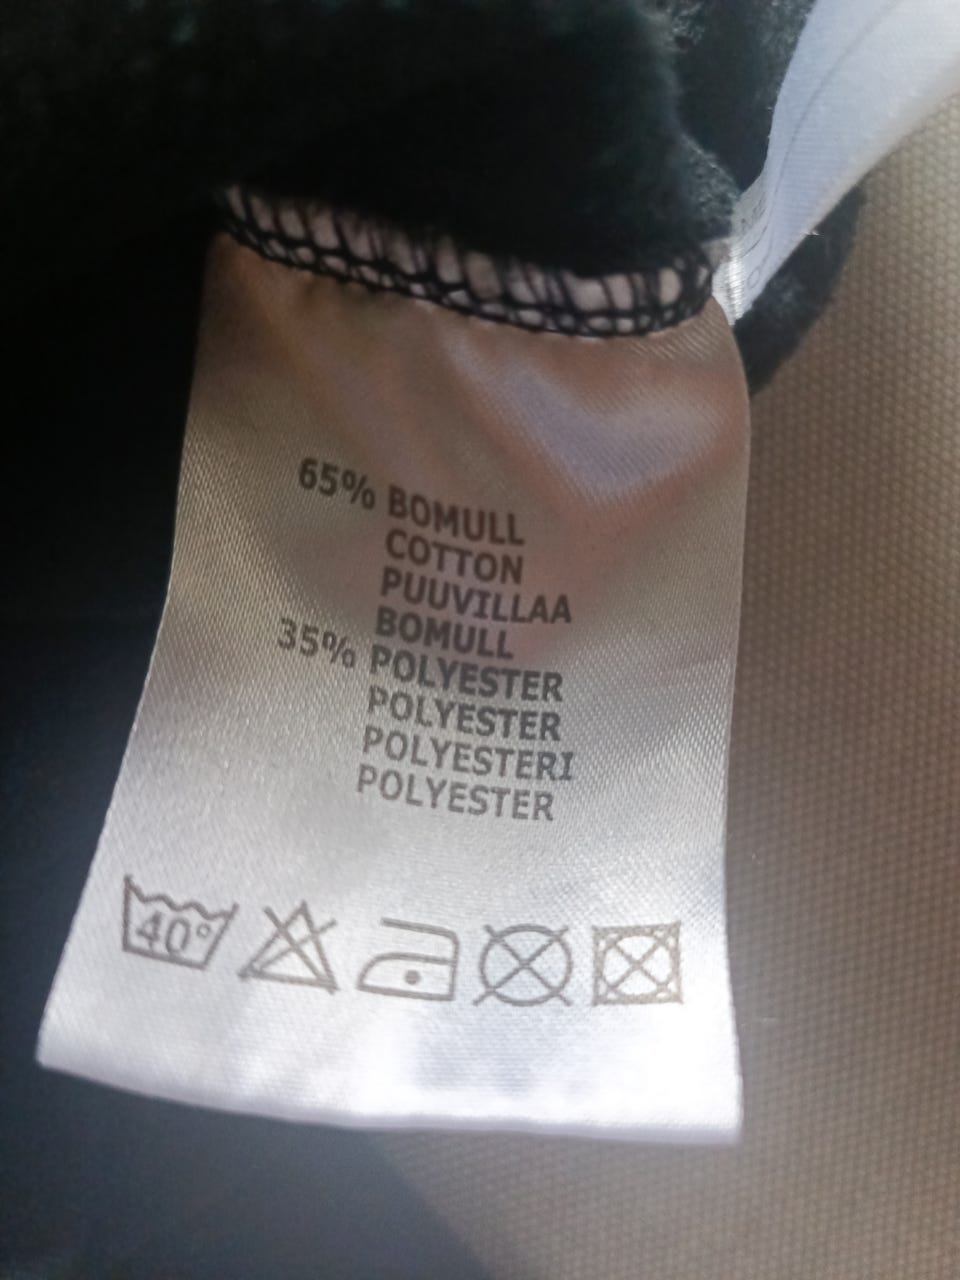 65% BOMULL
COTTON
PUUVILLAA
BOMULL
35% POLYESTER
POLYESTER
POLYESTERI
POLYESTER
40°